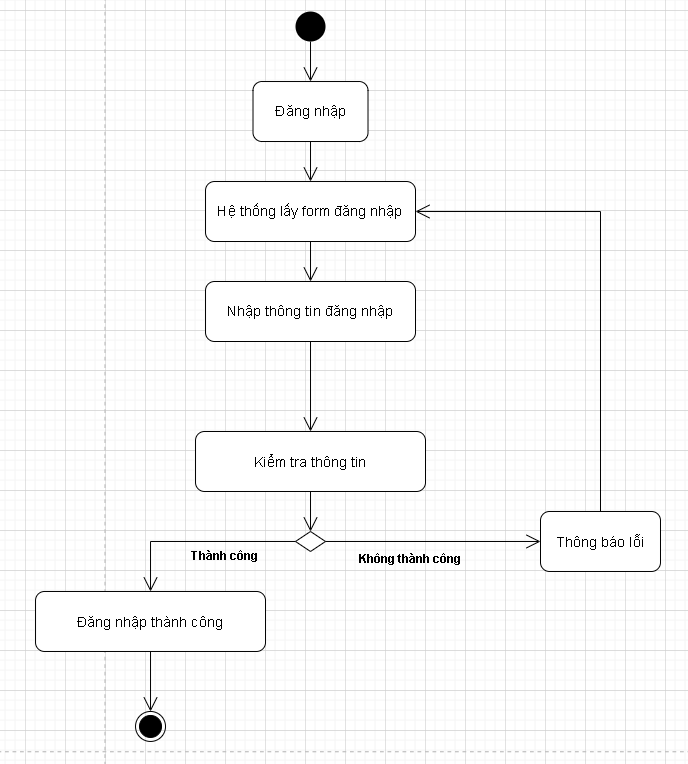 Đăng nhập
Hệ thống lấy form đăng nhập
Nhập thông tin đăng nhập
Kiểm tra thông tin
Thành công
Không thành công
Thông báo lỗi
Đăng nhập thành công